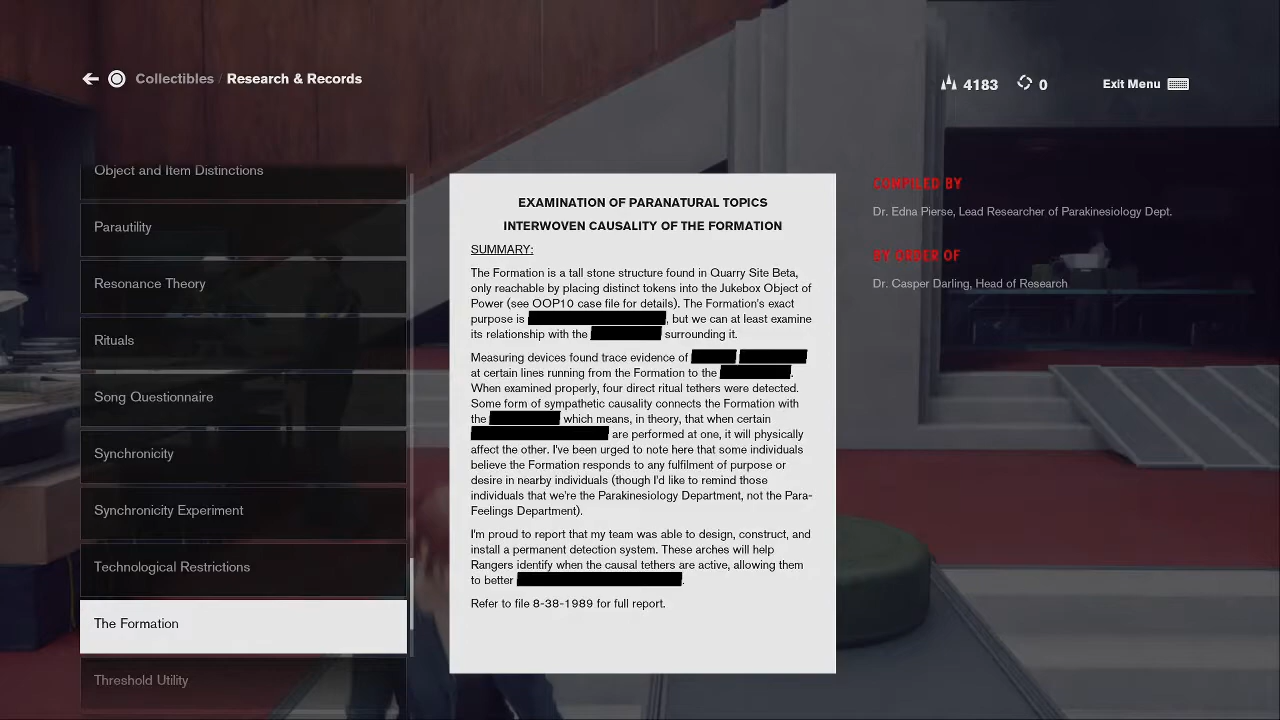 Collectibles / Research & Records
4183
0
Exit Menu
Object and Item Distinctions
Parautility
Resonance Theory
Rituals
Song Questionnaire
Synchronicity
Synchronicity Experiment
Technological Restrictions
The Formation
Threshold Utility
EXAMINATION OF PARANATURAL TOPICS
INTERWOVEN CAUSALITY OF THE FORMATION
SUMMARY:
The Formation is a tall stone structure found in Quarry Site Beta,
only reachable by placing distinct tokens into the Jukebox Object of
Power (see OOP10 case file for details). The Formation's exact
purpose is , but we can at least examine
its relationship with the surrounding it.
Measuring devices found trace evidence of
at certain lines running from the Formation to the .
When examined properly, four direct ritual tethers were detected.
Some form of sympathetic causality connects the Formation with
the which means, in theory, that when certain
are performed at one, it will physically
affect the other. I've been urged to note here that some individuals
believe the Formation responds to any fulfilment of purpose or
desire in nearby individuals (though I'd like to remind those
individuals that we're the Parakinesiology Department, not the Para-
Feelings Department).
I'm proud to report that my team was able to design, construct, and
install a permanent detection system. These arches will help
Rangers identify when the causal tethers are active, allowing them
to better .
Refer to file 8-38-1989 for full report.
COMPILED BY
Dr. Edna Pierse, Lead Researcher of Parakinesiology Dept.
BY ORDER OF
Dr. Casper Darling, Head of Research